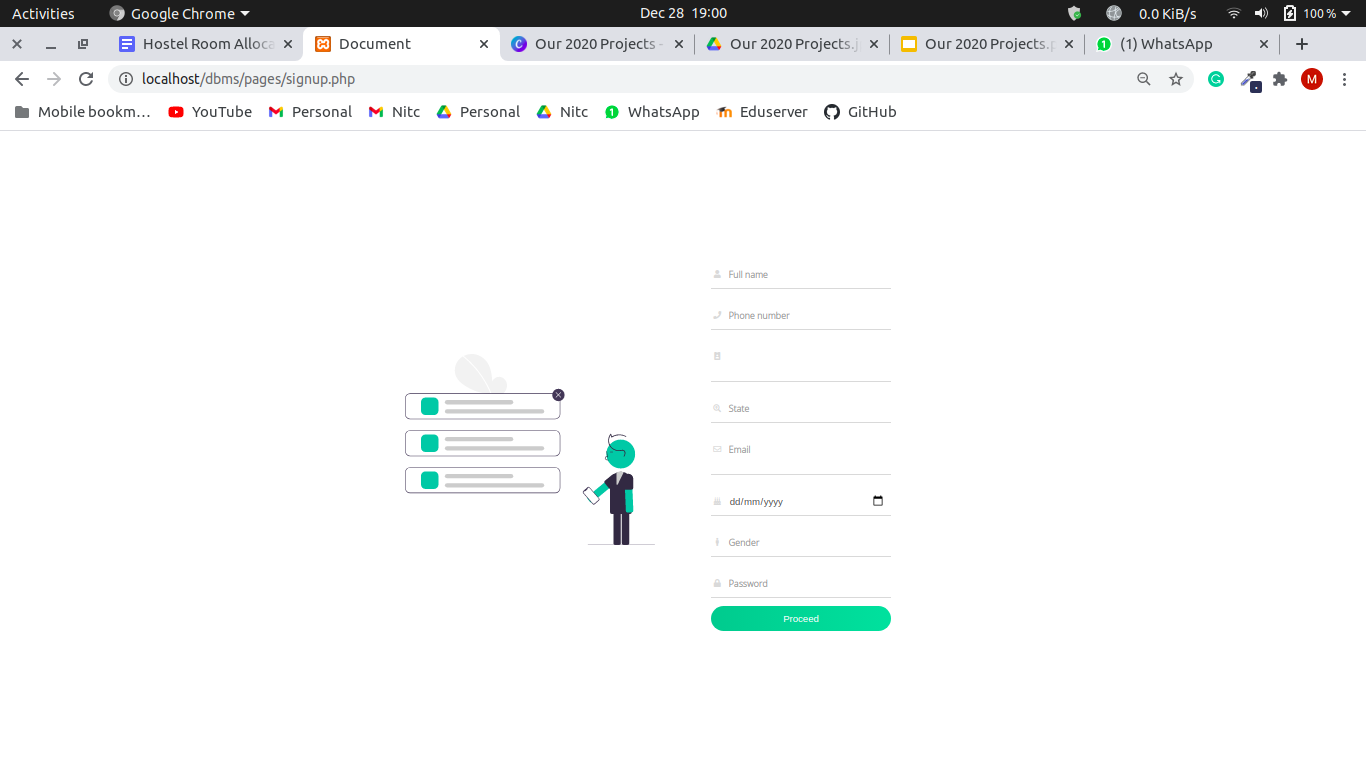 Activities Google Chrome Dec 28 19:00 0.0 KiB/s 100 %
Hostel Room Alloca Document Our 2020 Projects - Our 2020 Projects.j Our 2020 Projects.p (1) WhatsApp
localhost/dbms/pages/signup.php M
Mobile bookm… YouTube Personal Nitc Personal Nitc 1 WhatsApp Eduserver GitHub
Full name
Phone number
State
Email
dd/mm/yyyy
Gender
Password
Proceed